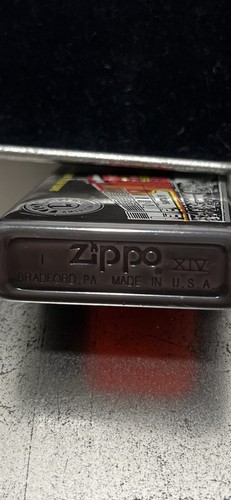 I Zippo XIV
BRADFORD, PA MADE IN U.S.A